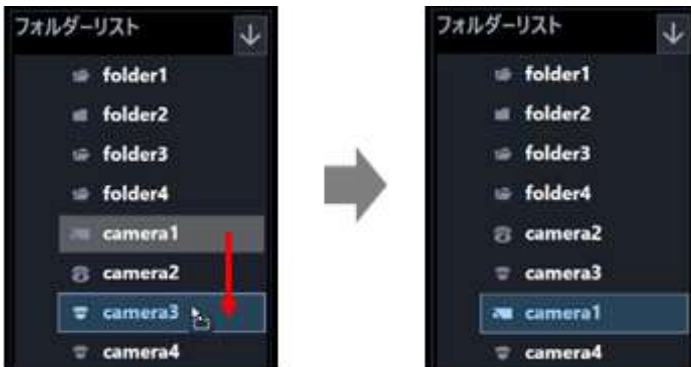 フォルダーリスト
folder1
folder2
folder3
folder4
camera1
camera2
camera3
camera4
フォルダーリスト
folder1
folder2
folder3
folder4
camera2
camera3
camera1
camera4